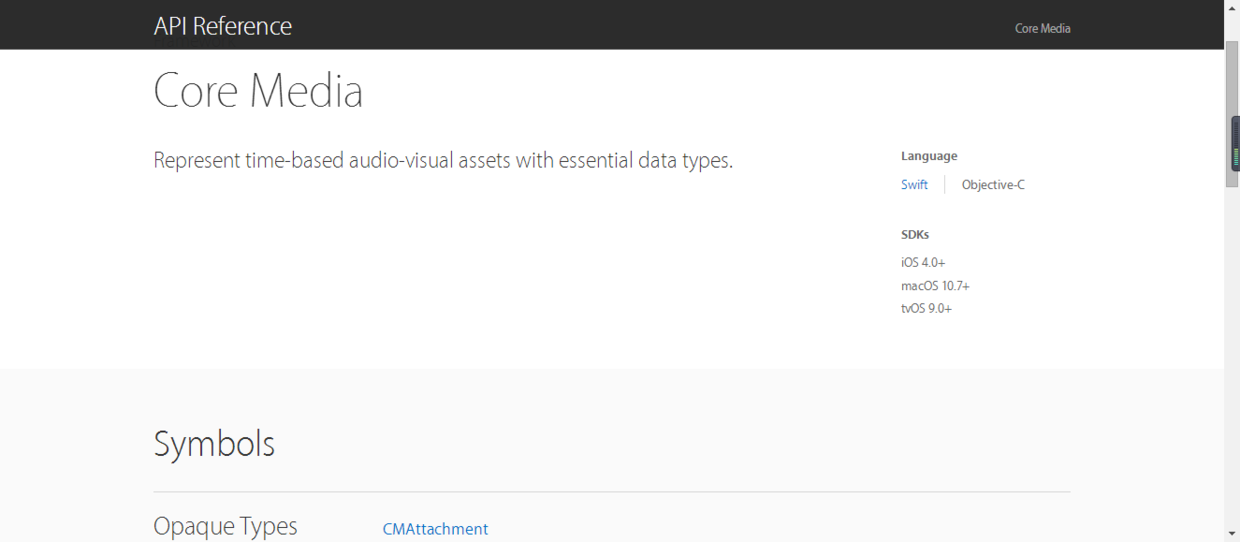 API Reference
Core Media
Core Media
Represent time-based audio-visual assets with essential data types.
Language
Swift
Objective-C
SDKs
iOS 4.0+
macOS 10.7+
tvOS 9.0+
Symbols
Opaque Types
CMAttachment